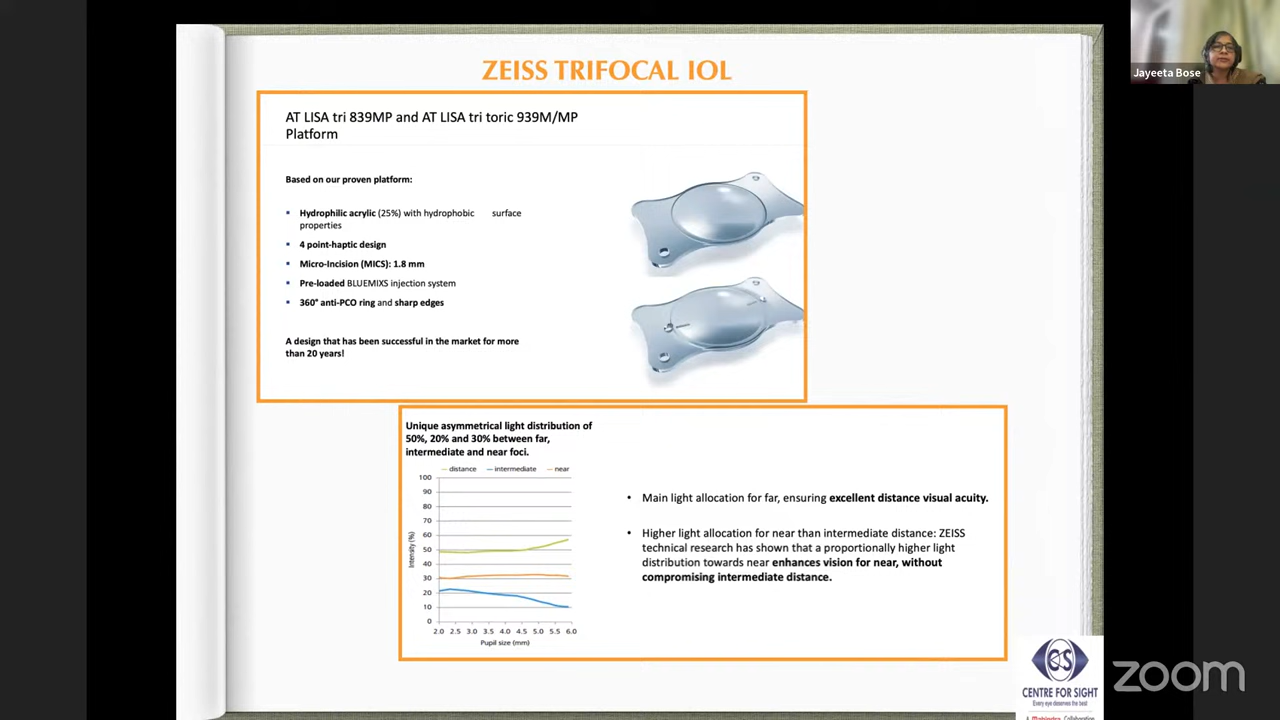 ZEISS TRIFOCAL IOL
Jayeeta Bose
AT LISA tri 839MP and AT LISA tri toric 939M/MP
Platform
Based on our proven platform:
• Hydrophilic acrylic (25%) with hydrophobic surface
properties
• 4 point-haptic design
• Micro-Incision (MICS): 1.8 mm
• Pre-loaded BLUEMIXS injection system
• 360° anti-PCO ring and sharp edges
A design that has been successful in the market for more
than 20 years!
Unique asymmetrical light distribution of
50%, 20% and 30% between far,
intermediate and near foci.
distance intermediate near
100
90
80
70
60
50
40
30
20
10
0
Intensity (%)
2.0 2.5 3.0 3.5 4.0 4.5 5.0 5.5 6.0
Pupil size (mm)
• Main light allocation for far, ensuring excellent distance visual acuity.
• Higher light allocation for near than intermediate distance: ZEISS
technical research has shown that a proportionally higher light
distribution towards near enhances vision for near, without
compromising intermediate distance.
CS
CENTRE FOR SIGHT
Every eye deserves the best
A Mahindra Collaboration
zoom